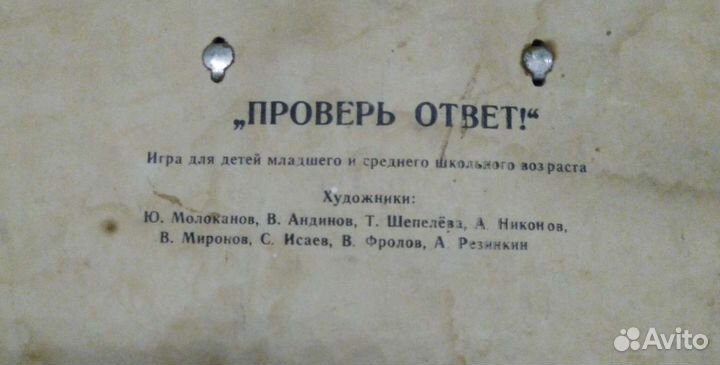 „ПРОВЕРЬ ОТВЕТ!“
Игра для детей младшего и среднего школьного возраста
Художники:
Ю. Молоканов, В. Андинов, Т. Шепелёва, А. Никонов,
В. Миронов, С. Исаев, В. Фролов, А. Резинкин
Avito